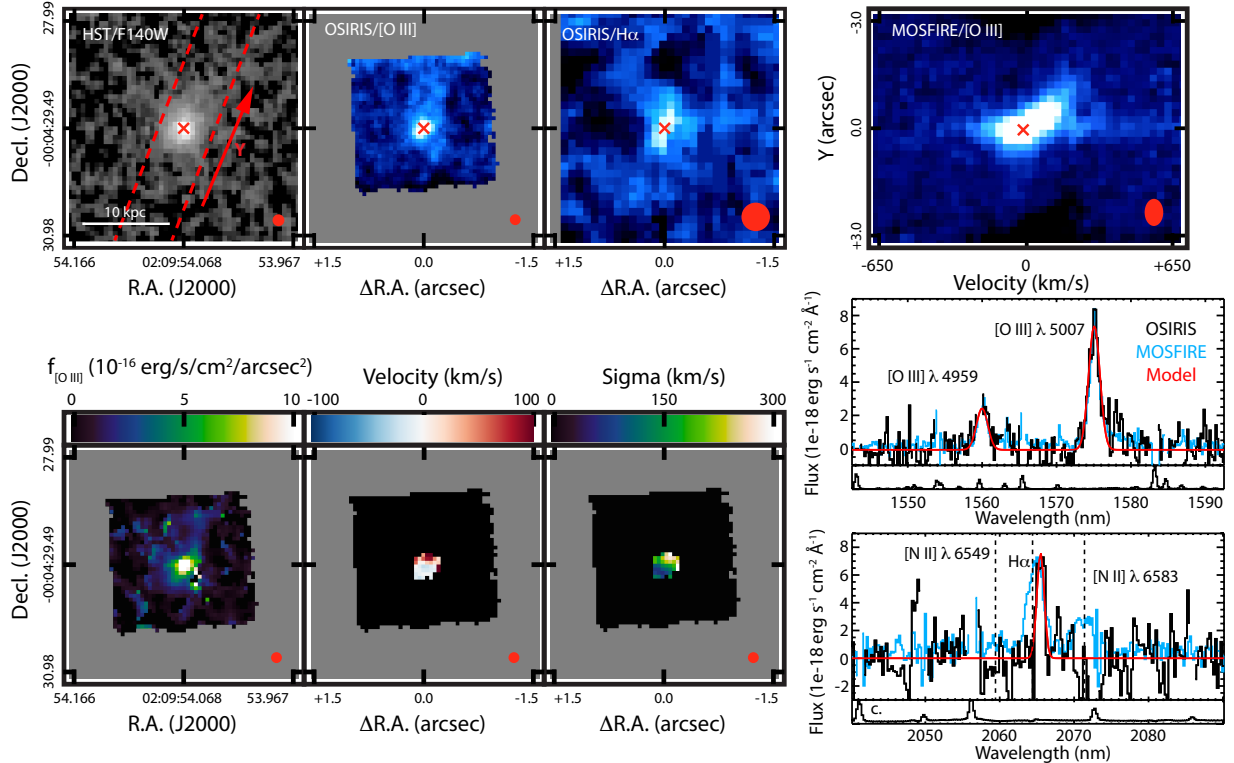 HST/F140W
OSIRIS/[O III]
OSIRIS/Hα
MOSFIRE/[O III]
27.99
-00:04:29.49
30.98
Decl. (J2000)
Y
10 kpc
54.166
02:09:54.068
53.967
+1.5
0.0
-1.5
+1.5
0.0
-1.5
R.A. (J2000)
ΔR.A. (arcsec)
ΔR.A. (arcsec)
-3.0
0.0
+3.0
Y (arcsec)
-650
0
+650
Velocity (km/s)
f[O III] (10-16 erg/s/cm2/arcsec2)
Velocity (km/s)
Sigma (km/s)
0
5
10
-100
0
100
0
150
300
27.99
-00:04:29.49
30.98
Decl. (J2000)
54.166
02:09:54.068
53.967
+1.5
0.0
-1.5
+1.5
0.0
-1.5
R.A. (J2000)
ΔR.A. (arcsec)
ΔR.A. (arcsec)
[O III] λ 5007
OSIRIS
MOSFIRE
Model
[O III] λ 4959
8
6
4
2
0
Flux (1e-18 erg s-1 cm-2 Å-1)
1550
1560
1570
1580
1590
Wavelength (nm)
[N II] λ 6549
Hα
[N II] λ 6583
8
6
4
2
0
-2
Flux (1e-18 erg s-1 cm-2 Å-1)
c.
2050
2060
2070
2080
Wavelength (nm)